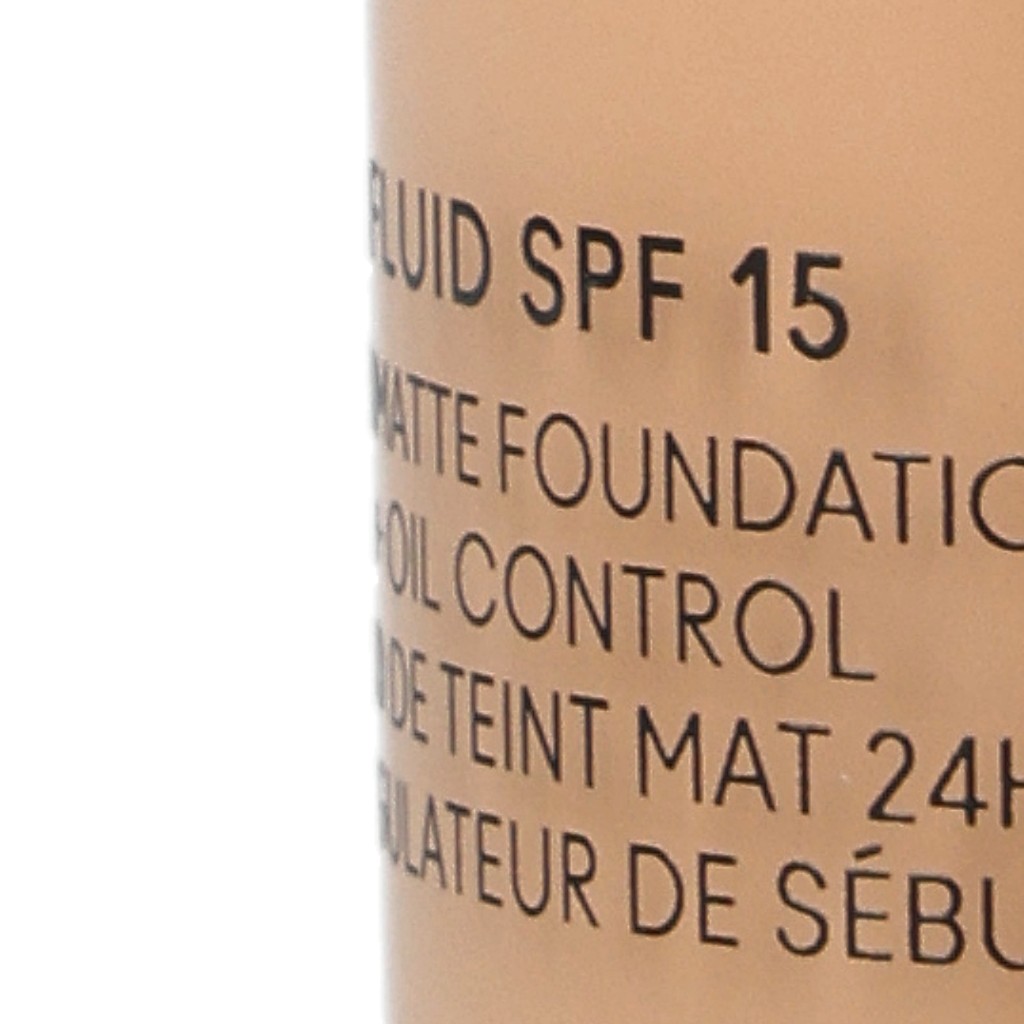 FLUID SPF 15
MATTE FOUNDATIO
OIL CONTROL
DE TEINT MAT 24H
ULATEUR DE SÉBU